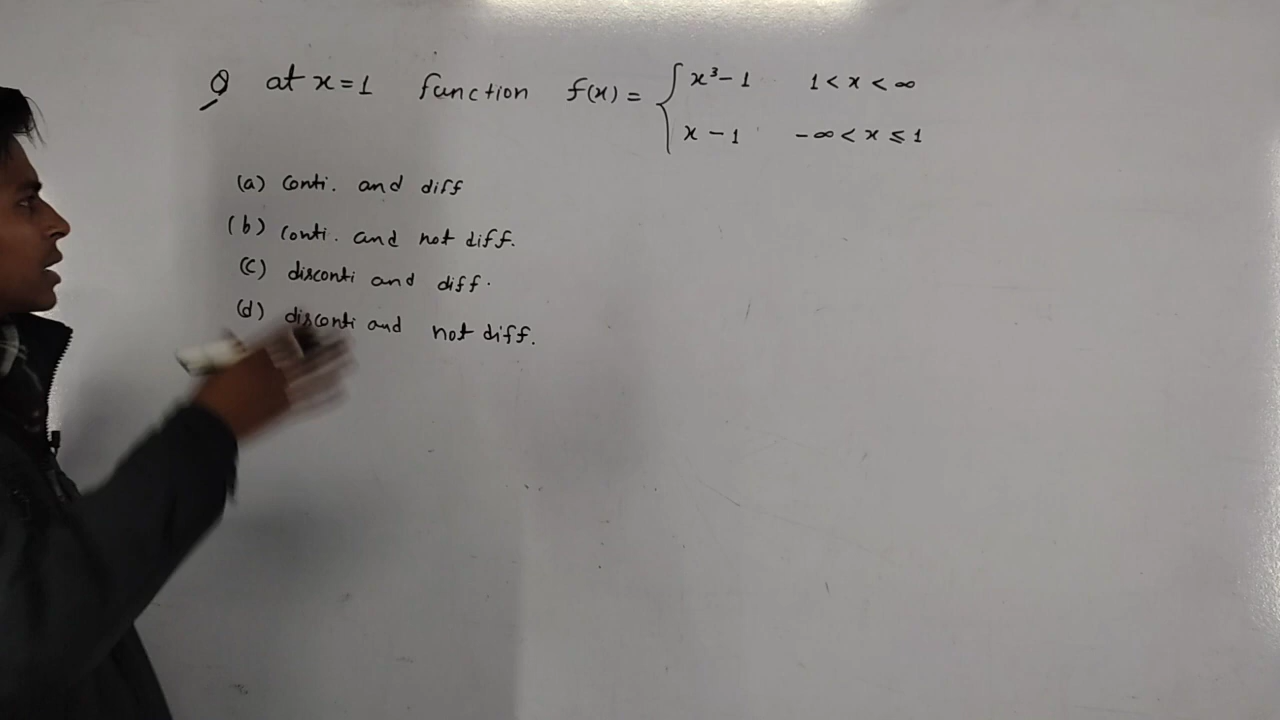 Q at x = 1 function f(x) = { x³ - 1 1 < x < ∞
x - 1 -∞ < x ≤ 1
(a) Conti. and diff
(b) Conti. and not diff.
(C) disconti and diff.
(d) disconti and not diff.